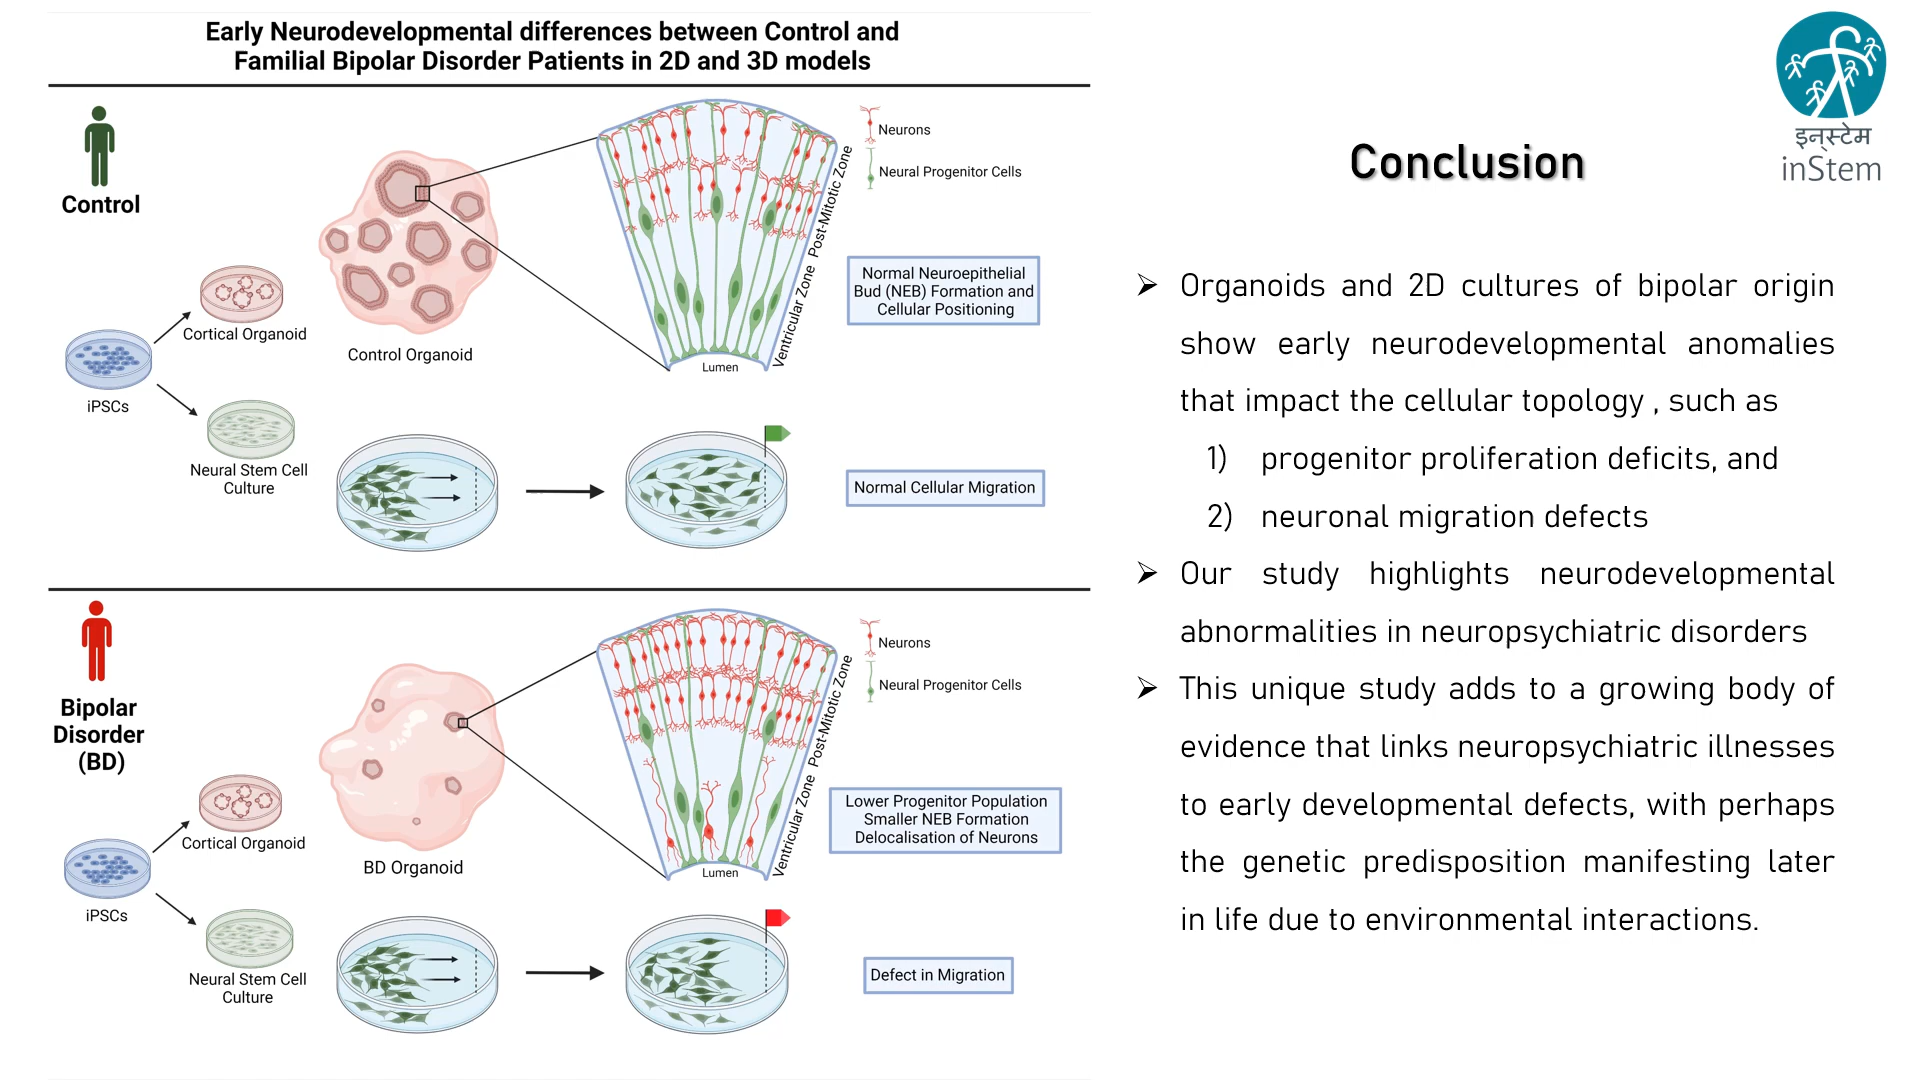 Early Neurodevelopmental differences between Control and
Familial Bipolar Disorder Patients in 2D and 3D models
Control
iPSCs
Cortical Organoid
Neural Stem Cell
Culture
Control Organoid
Lumen
Ventricular Zone
Post-Mitotic Zone
Neurons
Neural Progenitor Cells
Normal Neuroepithelial
Bud (NEB) Formation and
Cellular Positioning
Normal Cellular Migration
Bipolar
Disorder
(BD)
iPSCs
Cortical Organoid
Neural Stem Cell
Culture
BD Organoid
Lumen
Ventricular Zone
Post-Mitotic Zone
Neurons
Neural Progenitor Cells
Lower Progenitor Population
Smaller NEB Formation
Delocalisation of Neurons
Defect in Migration
इनस्टेम
inStem
Conclusion
➢ Organoids and 2D cultures of bipolar origin
show early neurodevelopmental anomalies
that impact the cellular topology , such as
1) progenitor proliferation deficits, and
2) neuronal migration defects
➢ Our study highlights neurodevelopmental
abnormalities in neuropsychiatric disorders
➢ This unique study adds to a growing body of
evidence that links neuropsychiatric illnesses
to early developmental defects, with perhaps
the genetic predisposition manifesting later
in life due to environmental interactions.